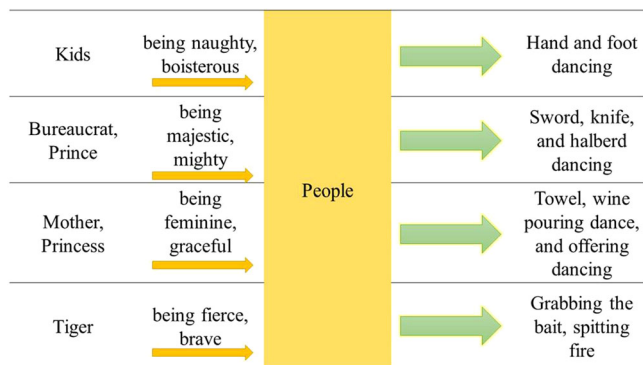 Kids
being naughty,
boisterous
Hand and foot
dancing
Bureaucrat,
Prince
being
majestic,
mighty
Sword, knife,
and halberd
dancing
People
Mother,
Princess
being
feminine,
graceful
Towel, wine
pouring dance,
and offering
dancing
Tiger
being fierce,
brave
Grabbing the
bait, spitting
fire